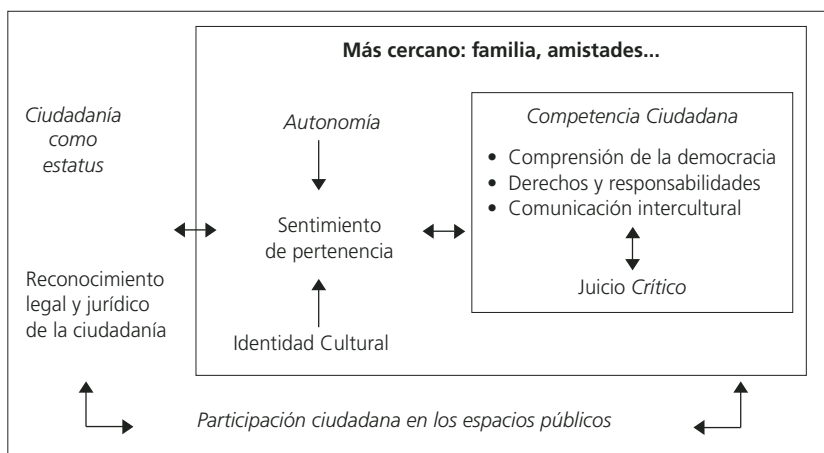 Más cercano: familia, amistades...
Ciudadanía
como
estatus
Reconocimiento
legal y jurídico
de la ciudadanía
Autonomía
Sentimiento
de pertenencia
Identidad Cultural
Competencia Ciudadana
• Comprensión de la democracia
• Derechos y responsabilidades
• Comunicación intercultural
Juicio Crítico
Participación ciudadana en los espacios públicos